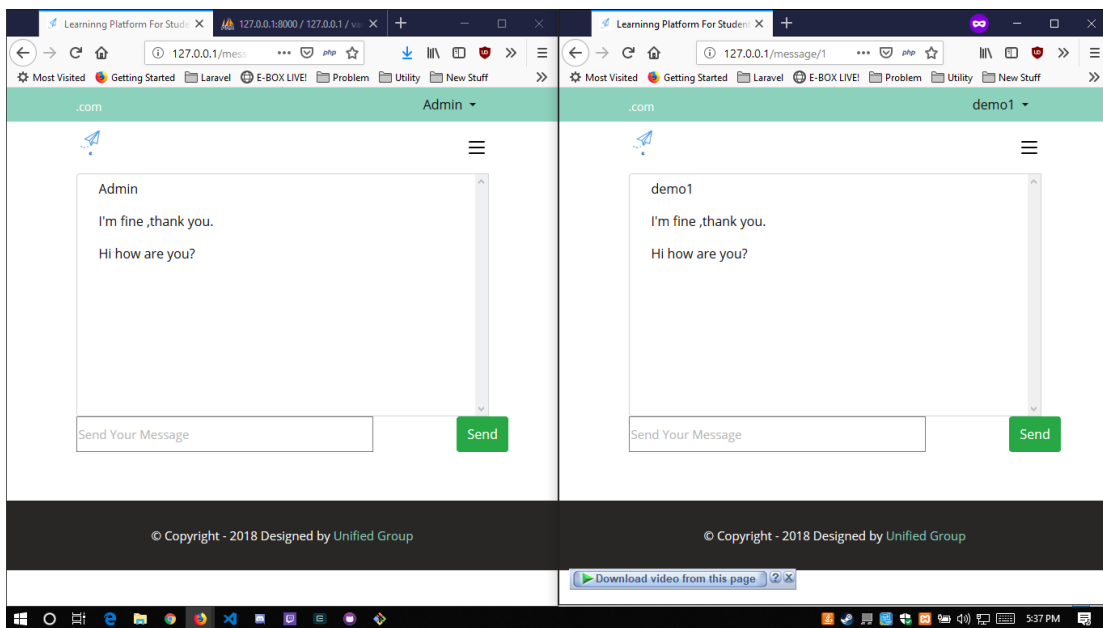 Learninng Platform For Stude
127.0.0.1:8000 / 127.0.0.1 / va
127.0.0.1/mess
php
Most Visited Getting Started Laravel E-BOX LIVE! Problem Utility New Stuff
.com
Admin
Admin
I'm fine ,thank you.
Hi how are you?
Send Your Message
Send
© Copyright - 2018 Designed by Unified Group
Learninng Platform For Student
127.0.0.1/message/1
php
Most Visited Getting Started Laravel E-BOX LIVE! Problem Utility New Stuff
.com
demo1
demo1
I'm fine ,thank you.
Hi how are you?
Send Your Message
Send
© Copyright - 2018 Designed by Unified Group
Download video from this page
5:37 PM